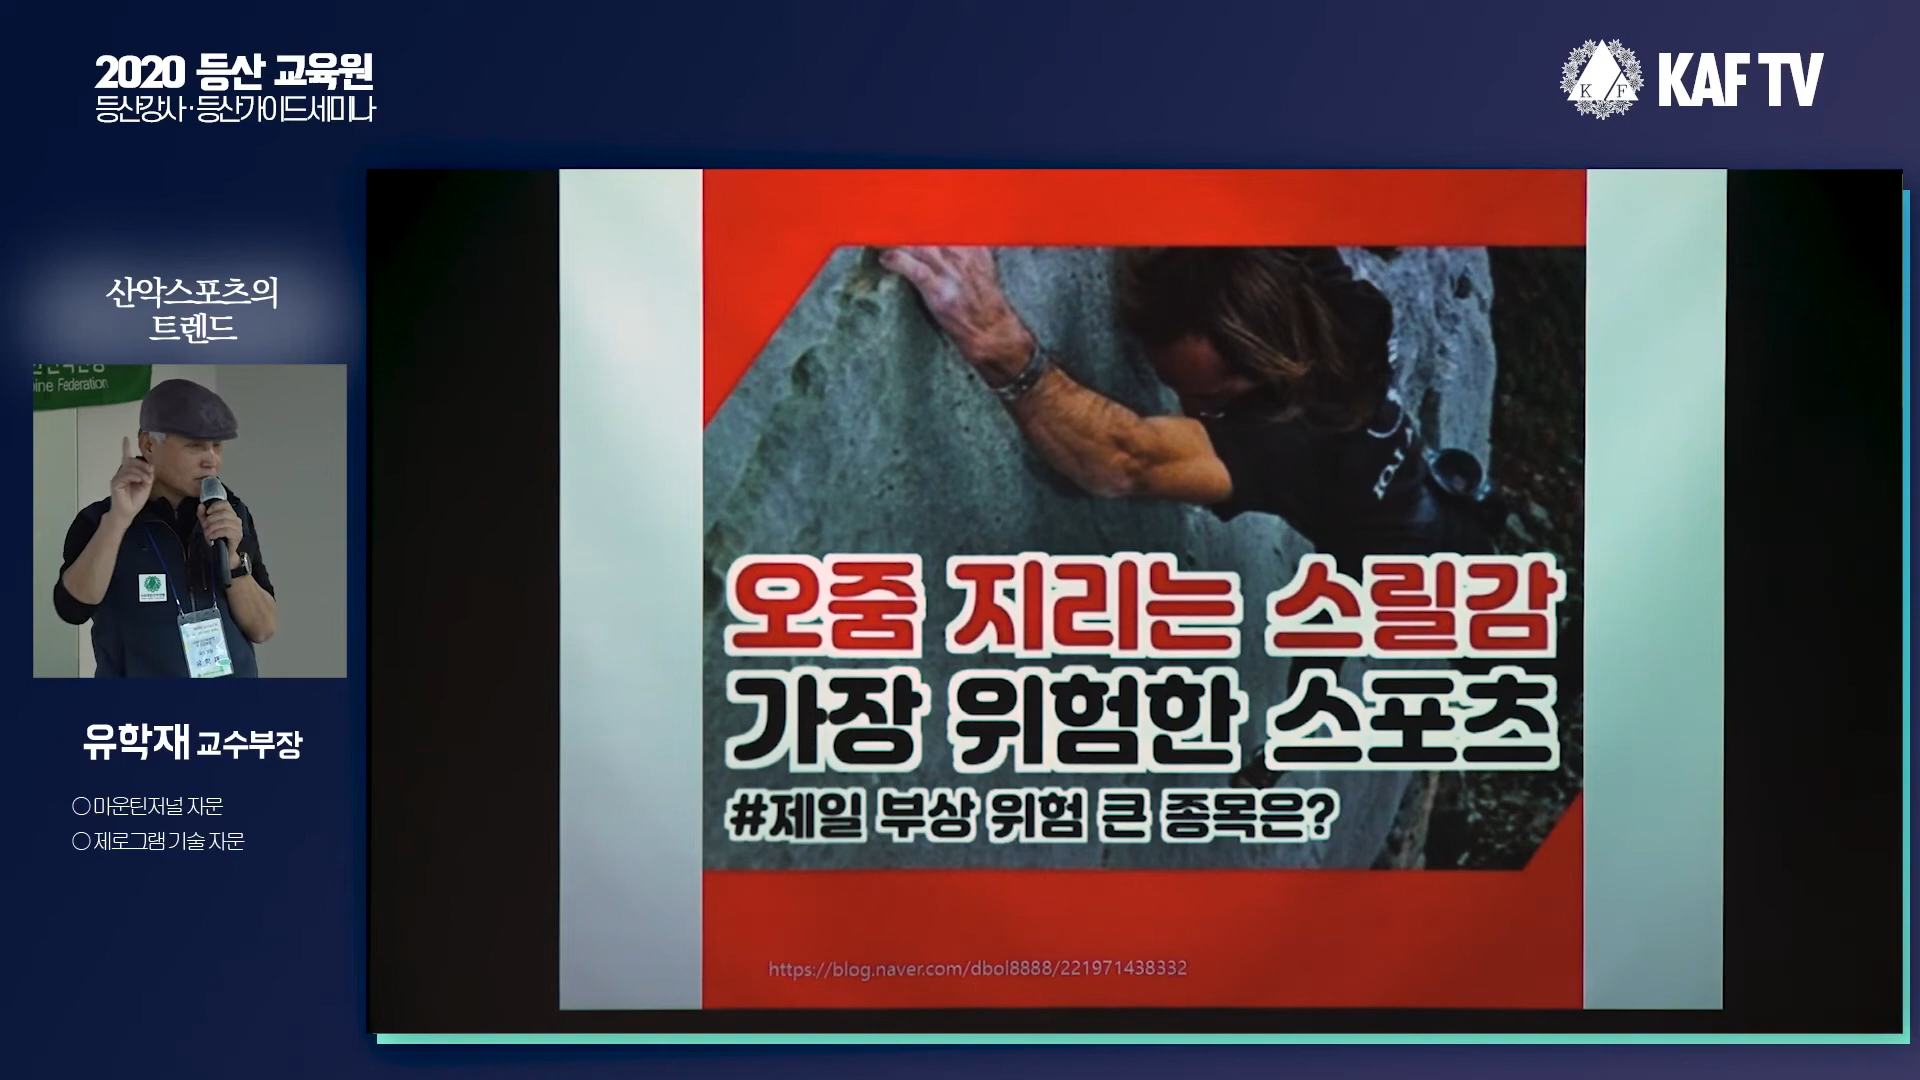 2020 등산 교육원
등산강사·등산가이드세미나
KAF TV
K F
산악스포츠의
트렌드
pine Federation
유학재 교수부장
○ 마운틴저널 자문
○ 제로그램 기술 자문
오줌 지리는 스릴감
가장 위험한 스포츠
#제일 부상 위험 큰 종목은?
https://blog.naver.com/dbol8888/221971438332